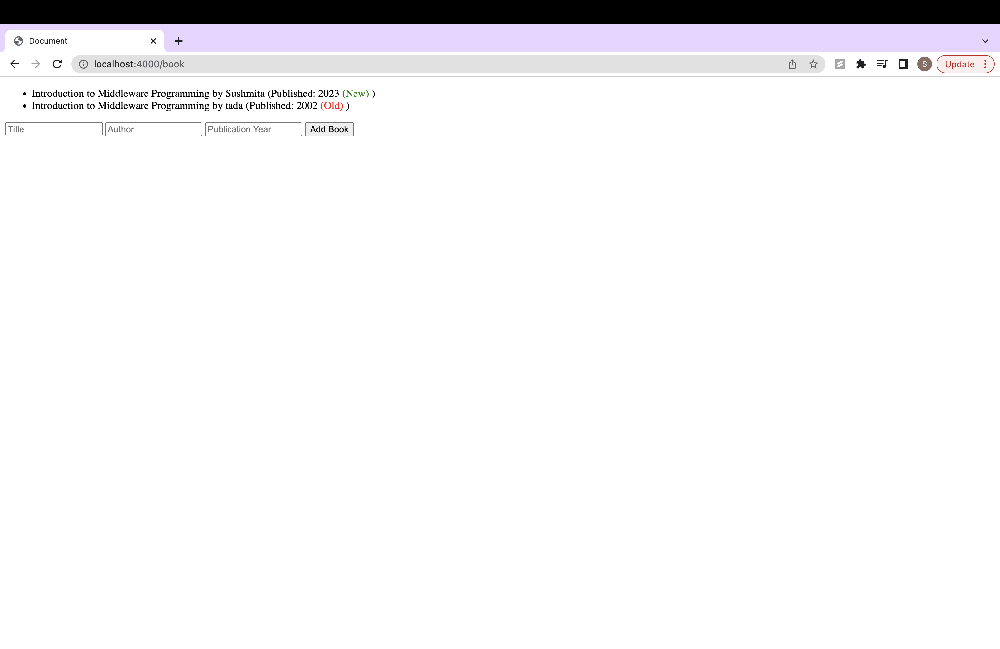 Document
localhost:4000/book
S
Update
Introduction to Middleware Programming by Sushmita (Published: 2023 (New) )
Introduction to Middleware Programming by tada (Published: 2002 (Old) )
Title Author Publication Year Add Book